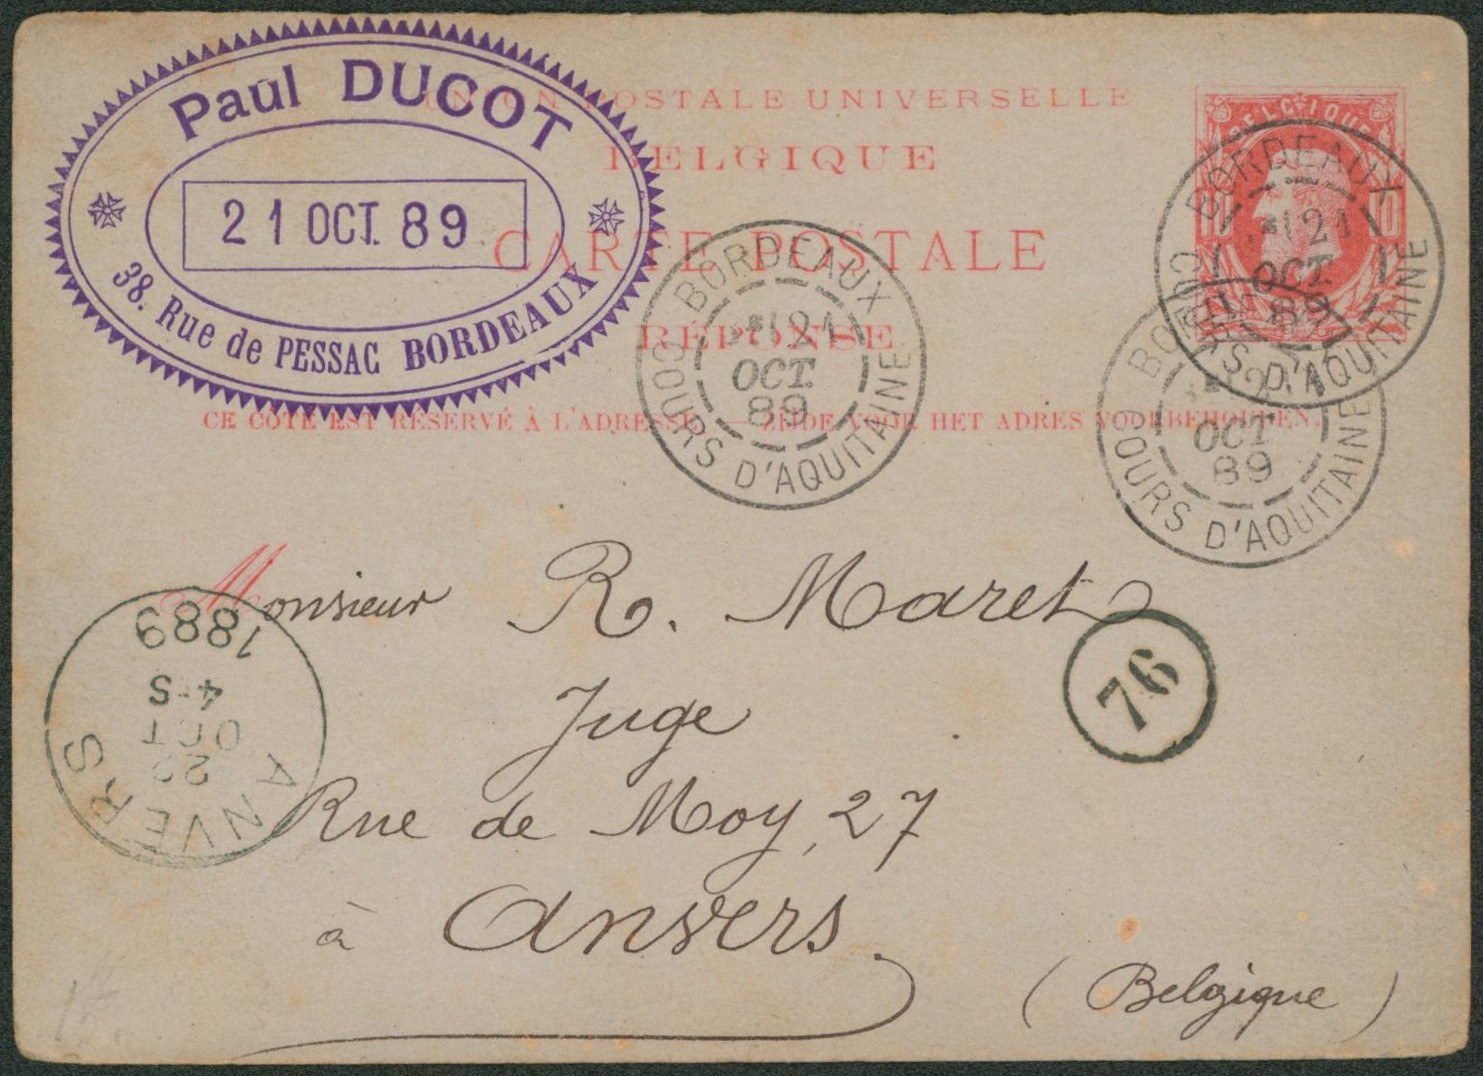 Paul DUCOT
21 OCT. 89
38. Rue de PESSAC BORDEAUX
UNION POSTALE UNIVERSELLE
BELGIQUE
CARTE POSTALE
RÉPONSE
CE CÔTÉ EST RÉSERVÉ À L'ADRESSE. — ZIJDE VOOR HET ADRES VOORBEHOUDEN.
BELGIQUE
10
BORDEAUX
21
OCT.
89
COURS D'AQUITAINE
BORDEAUX
21
OCT.
89
COURS D'AQUITAINE
BORDEAUX
OCT
89
COURS D'AQUITAINE
Monsieur R. Maret
Juge
Rue de Moy, 27
à Anvers.
(Belgique)
76
ANVERS
OCT
4-S
1889